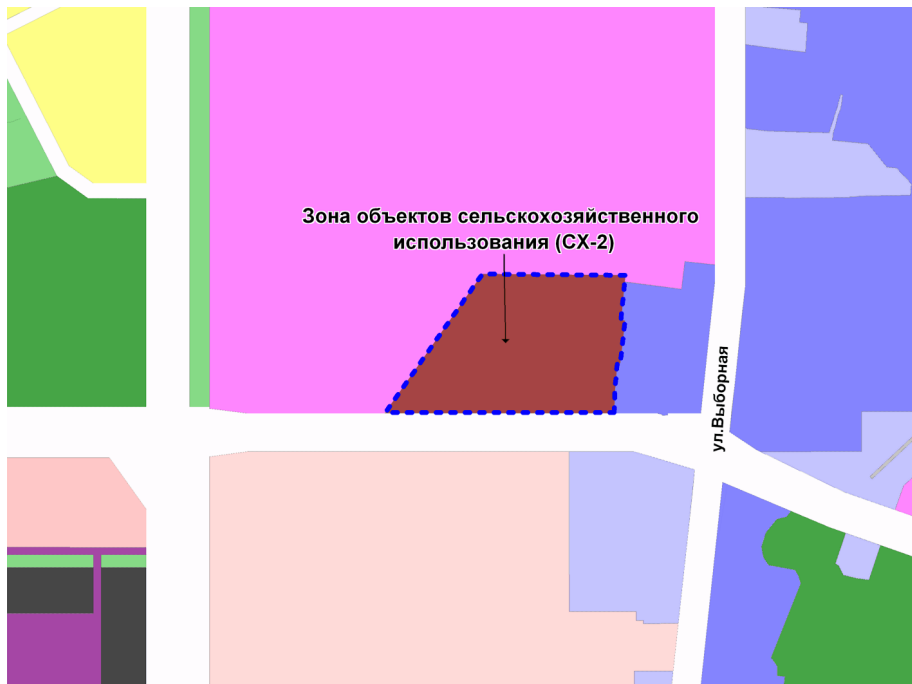 Зона объектов сельскохозяйственного
использования (СХ-2)
ул.Выборная